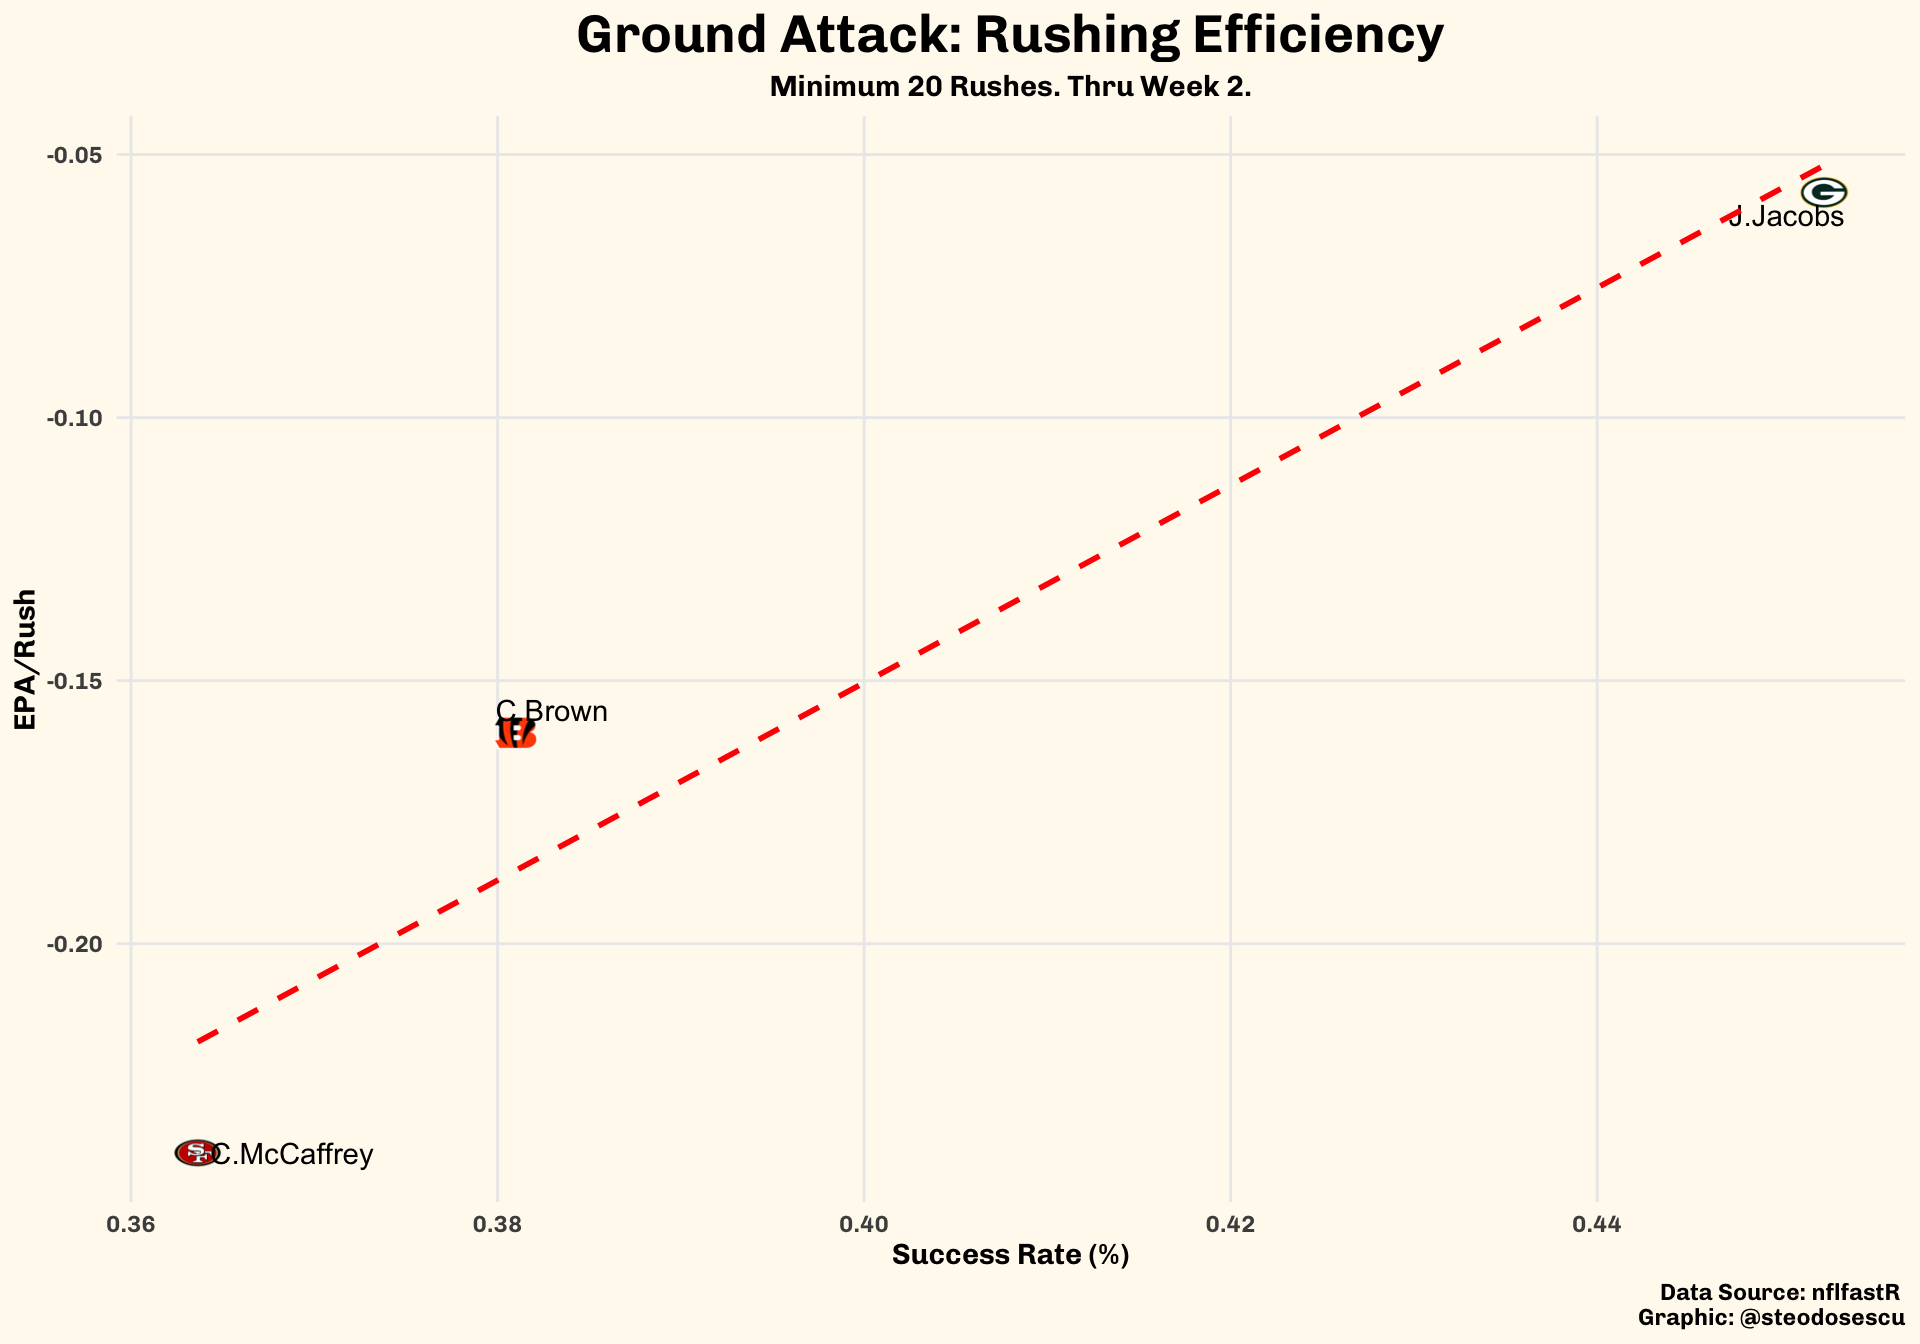 Ground Attack: Rushing Efficiency
Minimum 20 Rushes. Thru Week 2.
EPA/Rush
-0.05
-0.10
-0.15
-0.20
J.Jacobs
C.Brown
C.McCaffrey
0.36 0.38 0.40 0.42 0.44
Success Rate (%)
Data Source: nflfastR
Graphic: @steodosescu